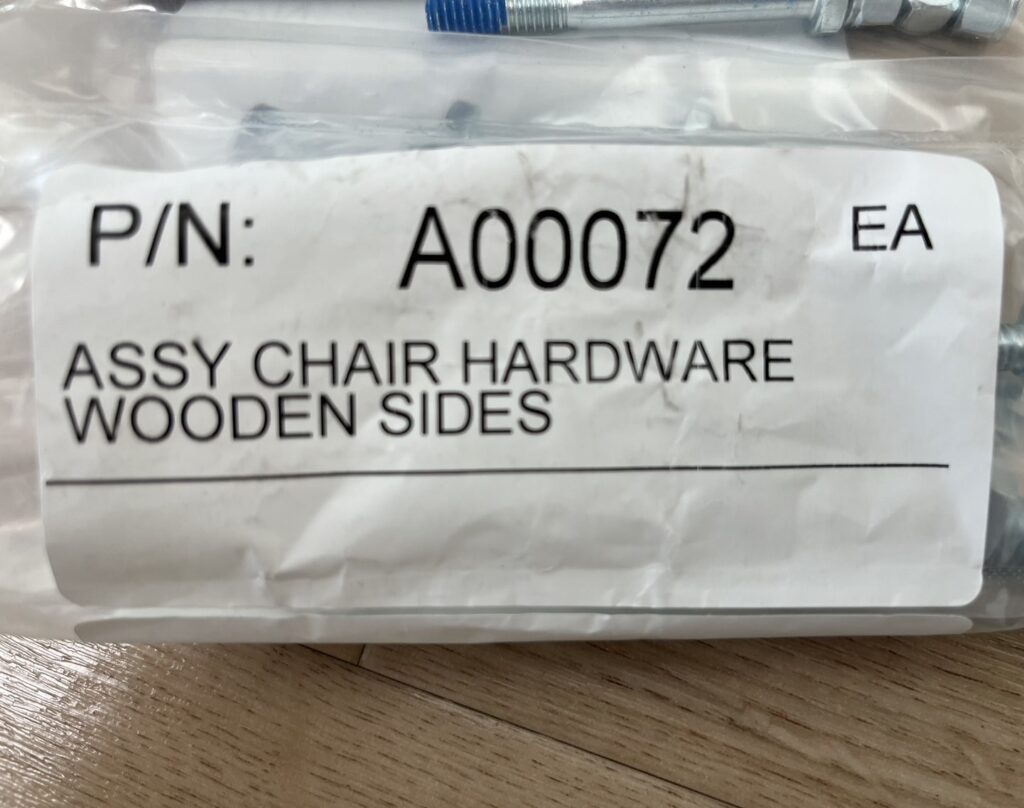 P/N: A00072 EA
ASSY CHAIR HARDWARE
WOODEN SIDES